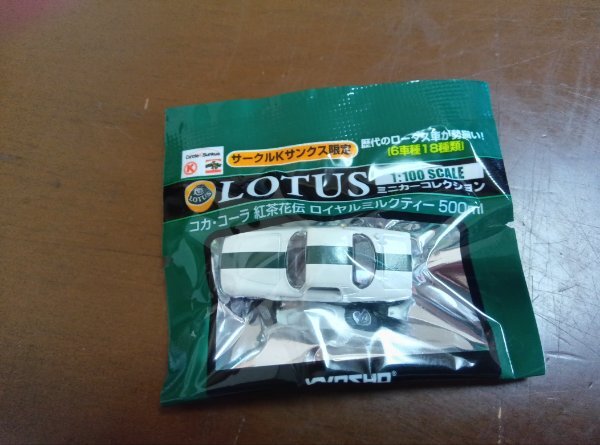 歴代のロータス車が勢揃い!
[6車種18種類]
Circle K Sunkus
サークルKサンクス限定
K
LOTUS
LOTUS
1:100 SCALE
ミニカーコレクション
コカ・コーラ 紅茶花伝 ロイヤルミルクティー 500ml
KYOSHO